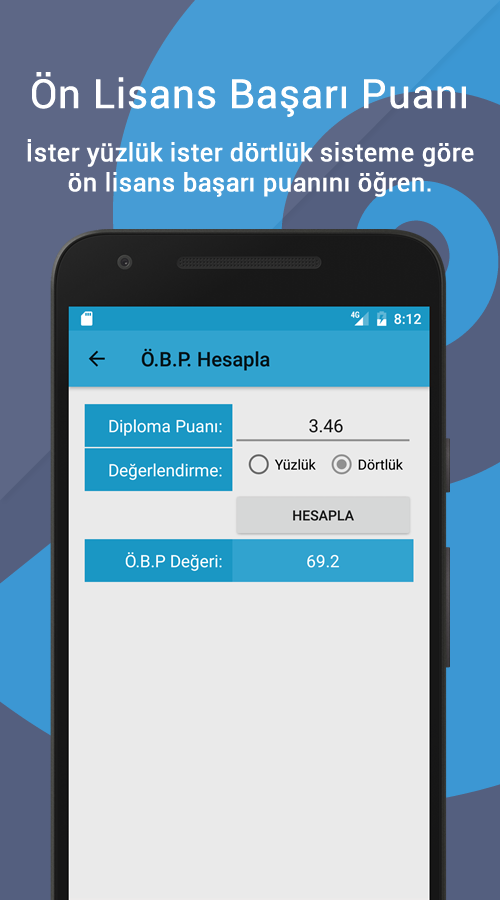 Ön Lisans Başarı Puanı
İster yüzlük ister dörtlük sisteme göre
ön lisans başarı puanını öğren.
4G 8:12
Ö.B.P. Hesapla
Diploma Puanı: 3.46
Değerlendirme: Yüzlük Dörtlük
HESAPLA
Ö.B.P Değeri: 69.2